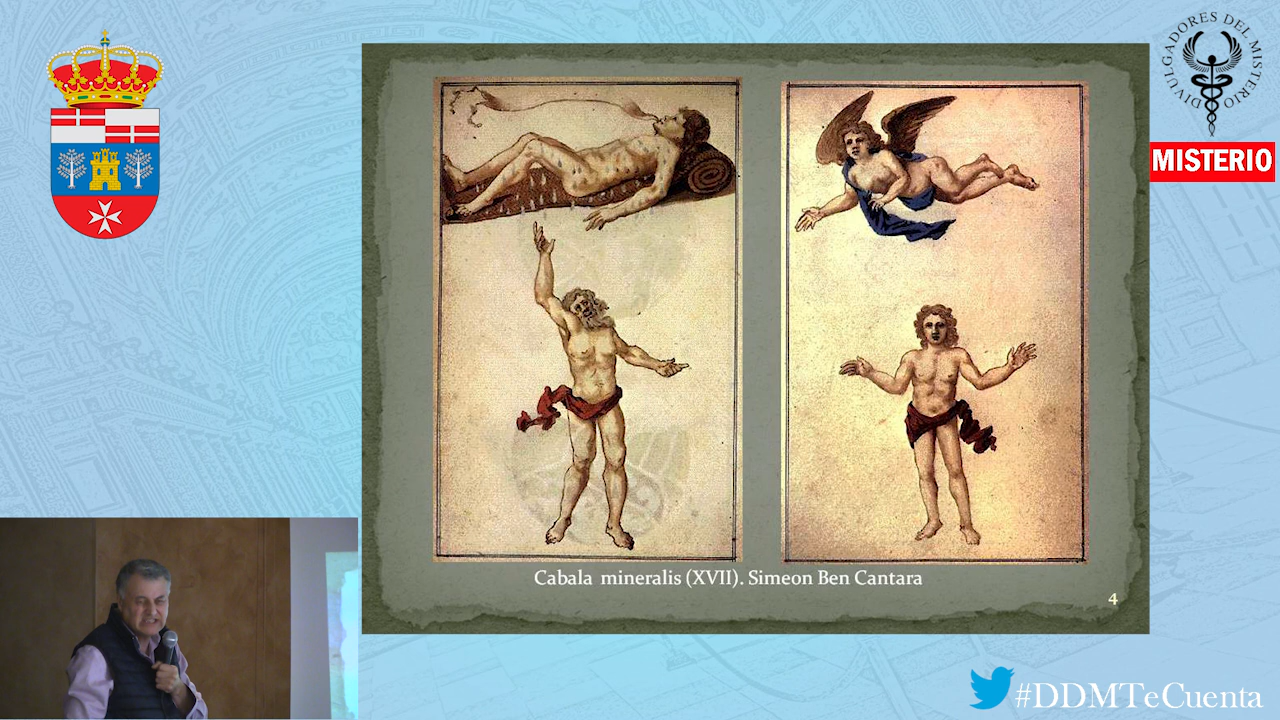 DIVULGADORES DEL MISTERIO
MISTERIO
Cabala mineralis (XVII). Simeon Ben Cantara
4
#DDMTeCuenta